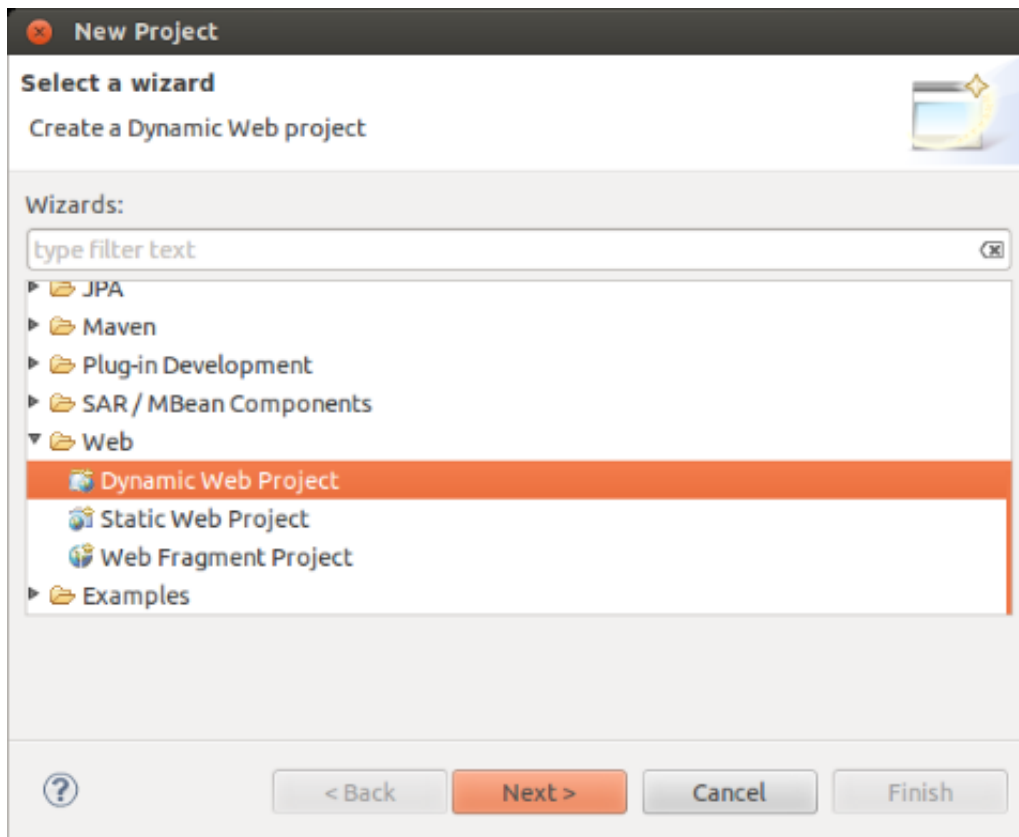 New Project
Select a wizard
Create a Dynamic Web project
Wizards:
type filter text
JPA
Maven
Plug-in Development
SAR / MBean Components
Web
Dynamic Web Project
Static Web Project
Web Fragment Project
Examples
? < Back Next > Cancel Finish